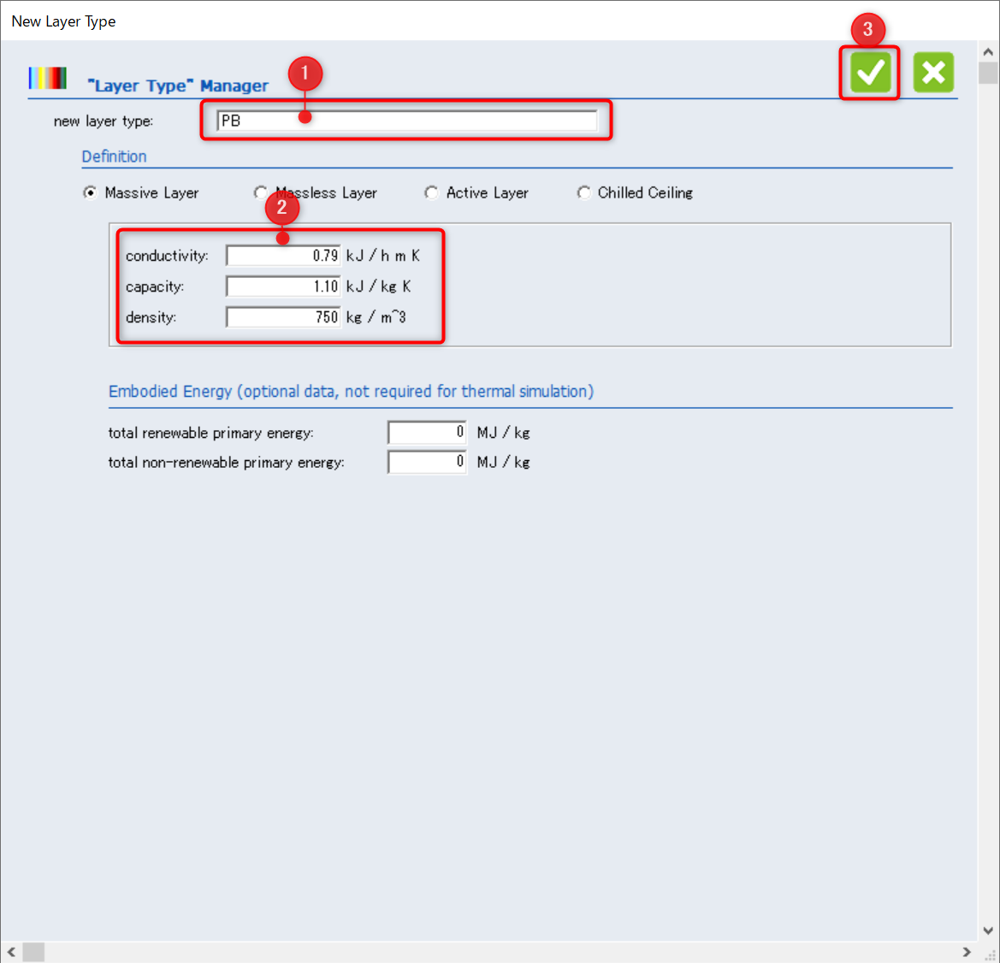 New Layer Type
3
"Layer Type" Manager
1
new layer type: PB
Definition
Massive Layer Massless Layer Active Layer Chilled Ceiling
2
conductivity: 0.79 kJ / h m K
capacity: 1.10 kJ / kg K
density: 750 kg / m^3
Embodied Energy (optional data, not required for thermal simulation)
total renewable primary energy: 0 MJ / kg
total non-renewable primary energy: 0 MJ / kg